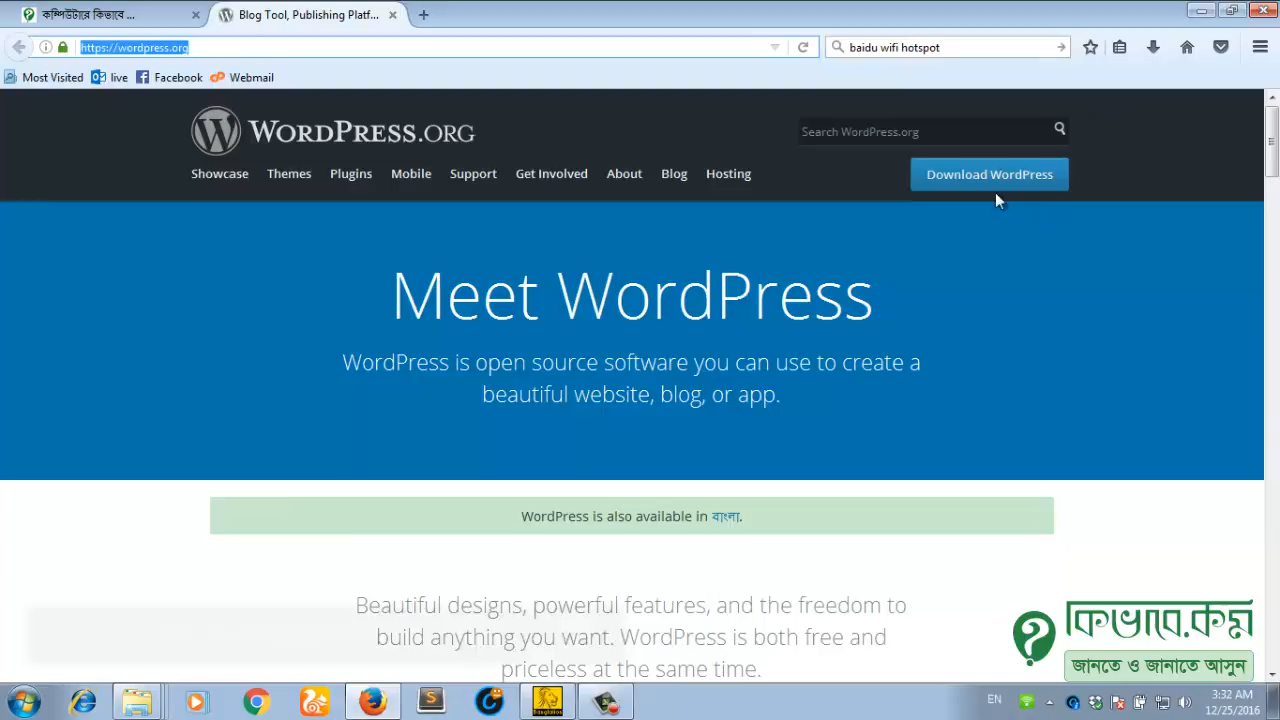 কম্পিউটারে কিভাবে ...
Blog Tool, Publishing Platf...
https://wordpress.org
baidu wifi hotspot
Most Visited
live
Facebook
Webmail
WORDPRESS.ORG
Search WordPress.org
Showcase
Themes
Plugins
Mobile
Support
Get Involved
About
Blog
Hosting
Download WordPress
Meet WordPress
WordPress is open source software you can use to create a
beautiful website, blog, or app.
WordPress is also available in বাংলা.
Beautiful designs, powerful features, and the freedom to
build anything you want. WordPress is both free and
priceless at the same time.
কিভাবে.কম
জানতে ও জানাতে আসুন
EN
3:32 AM
12/25/2016